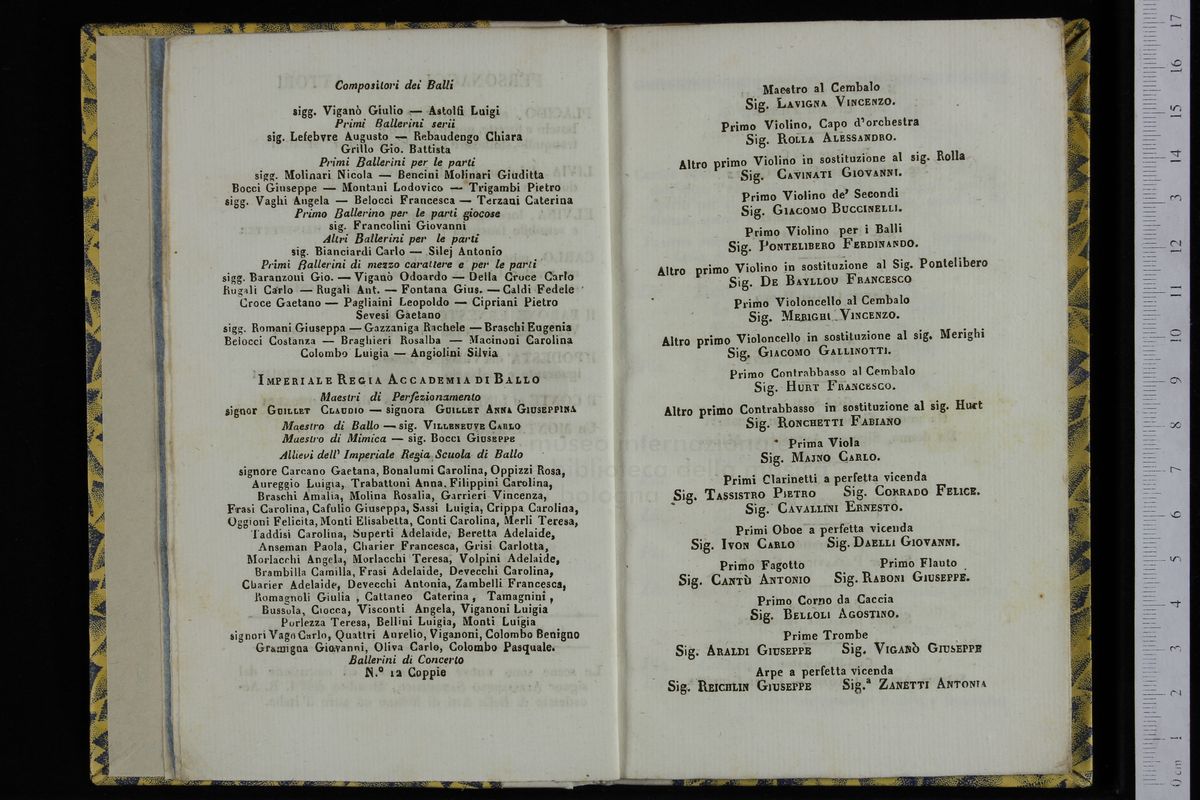 Compositori dei Balli
sigg. Viganò Giulio — Astolfi Luigi
Primi Ballerini serii
sig. Lefebvre Augusto — Rebaudengo Chiara
Grillo Gio. Battista
Primi Ballerini per le parti
sigg. Molinari Nicola — Bencini Molinari Giuditta
Bocci Giuseppe — Montani Lodovico — Trigambi Pietro
sigg. Vaghi Angela — Belocci Francesca — Terzani Caterina
Primo Ballerino per le parti giocose
sig. Francolini Giovanni
Altri Ballerini per le parti
sig. Bianciardi Carlo — Silej Antonio
Primi Ballerini di mezzo carattere e per le parti
sigg. Baranzoni Gio. — Viganò Odoardo — Della Croce Carlo
Rugali Carlo — Rugali Ant. — Fontana Gius. — Caldi Fedele
Croce Gaetano — Pagliaini Leopoldo — Cipriani Pietro
Sevesi Gaetano
sigg. Romani Giuseppa — Gazzaniga Rachele — Braschi Eugenia
Belocci Costanza — Braghieri Rosalba — Macinoni Carolina
Colombo Luigia — Angiolini Silvia
IMPERIALE REGIA ACCADEMIA DI BALLO
Maestri di Perfezionamento
signor GUILLET CLAUDIO — signora GUILLET ANNA GIUSEPPINA
Maestro di Ballo — sig. VILLENEUVE CARLO
Maestro di Mimica — sig. BOCCI GIUSEPPE
Allievi dell' Imperiale Regia Scuola di Ballo
signore Carcano Gaetana, Bonalumi Carolina, Oppizzi Rosa,
Aureggio Luigia, Trabattoni Anna, Filippini Carolina,
Braschi Amalia, Molina Rosalia, Garrieri Vincenza,
Frasi Carolina, Cafulio Giuseppa, Sassi Luigia, Crippa Carolina,
Oggioni Felicita, Monti Elisabetta, Conti Carolina, Merli Teresa,
Taddisi Carolina, Superti Adelaide, Beretta Adelaide,
Anseman Paola, Charier Francesca, Grisi Carlotta,
Morlacchi Angela, Morlacchi Teresa, Volpini Adelaide,
Brambilla Camilla, Frasi Adelaide, Devecchi Carolina,
Charier Adelaide, Devecchi Antonia, Zambelli Francesca,
Romagnoli Giulia , Cattaneo Caterina , Tamagnini ,
Bussola, Ciocca, Visconti Angela, Viganoni Luigia
Porlezza Teresa, Bellini Luigia, Monti Luigia
signori Vago Carlo, Quattri Aurelio, Viganoni, Colombo Benigno
Gramigna Giovanni, Oliva Carlo, Colombo Pasquale.
Ballerini di Concerto
N.º 12 Coppie
Maestro al Cembalo
Sig. LAVIGNA VINCENZO.
Primo Violino, Capo d'orchestra
Sig. ROLLA ALESSANDRO.
Altro primo Violino in sostituzione al sig. Rolla
Sig. CAVINATI GIOVANNI.
Primo Violino de' Secondi
Sig. GIACOMO BUCCINELLI.
Primo Violino per i Balli
Sig. PONTELIBERO FERDINANDO.
Altro primo Violino in sostituzione al Sig. Pontelibero
Sig. DE BAYLLOU FRANCESCO
Primo Violoncello al Cembalo
Sig. MERIGHI VINCENZO.
Altro primo Violoncello in sostituzione al sig. Merighi
Sig. GIACOMO GALLINOTTI.
Primo Contrabbasso al Cembalo
Sig. HURT FRANCESCO.
Altro primo Contrabbasso in sostituzione al sig. Hurt
Sig. RONCHETTI FABIANO
Prima Viola
Sig. MAJNO CARLO.
Primi Clarinetti a perfetta vicenda
Sig. TASSISTRO PIETRO Sig. CORRADO FELICE.
Sig. CAVALLINI ERNESTO.
Primi Oboe a perfetta vicenda
Sig. IVON CARLO Sig. DAELLI GIOVANNI.
Primo Fagotto Primo Flauto
Sig. CANTÙ ANTONIO Sig. RABONI GIUSEPPE.
Primo Corno da Caccia
Sig. BELLOLI AGOSTINO.
Prime Trombe
Sig. ARALDI GIUSEPPE Sig. VIGANÒ GIUSEPPE
Arpe a perfetta vicenda
Sig. REICHLIN GIUSEPPE Sig.ª ZANETTI ANTONIA